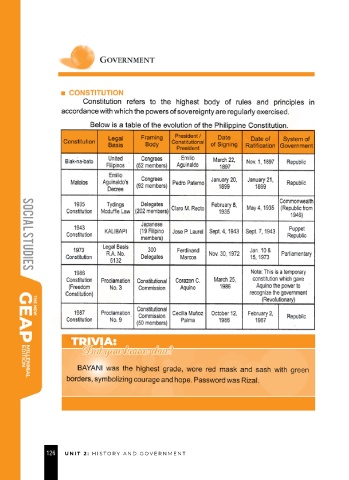 GOVERNMENT
■ CONSTITUTION
Constitution refers to the highest body of rules and principles in
accordance with which the powers of sovereignty are regularly exercised.
Below is a table of the evolution of the Philippine Constitution.
Constitution | Legal Basis | Framing Body | President / Constitutional President | Date of Signing | Date of Ratification | System of Government
Biak-na-bato | United Filipinos | Congress (52 members) | Emilio Aguinaldo | March 22, 1897 | Nov. 1, 1897 | Republic
Malolos | Emilio Aguinaldo's Decree | Congress (92 members) | Pedro Paterno | January 20, 1899 | January 21, 1899 | Republic
1935 Constitution | Tydings Mcduffie Law | Delegates (202 members) | Claro M. Recto | February 8, 1935 | May 4, 1935 | Commonwealth (Republic from 1946)
1943 Constitution | KALIBAPI | Japanese (19 Filipino members) | Jose P. Laurel | Sept. 4, 1943 | Sept. 7, 1943 | Puppet Republic
1973 Constitution | Legal Basis R.A. No. 6132 | 300 Delegates | Ferdinand Marcos | Nov. 30, 1972 | Jan. 10 & 15, 1973 | Parliamentary
1986 Constitution (Freedom Constitution) | Proclamation No. 3 | Constitutional Commission | Corazon C. Aquino | March 25, 1986 | Note: This is a temporary constitution which gave Aquino the power to recognize the government (Revolutionary)
1987 Constitution | Proclamation No. 9 | Constitutional Commission (50 members) | Cecilia Muñoz Palma | October 12, 1986 | February 2, 1987 | Republic
TRIVIA:
Did you know that?
BAYANI was the highest grade, wore red mask and sash with green
borders, symbolizing courage and hope. Password was Rizal.
SOCIAL STUDIES
THE NEW
GEAP
MILLENNIAL
EDITION
126 UNIT 2: HISTORY AND GOVERNMENT